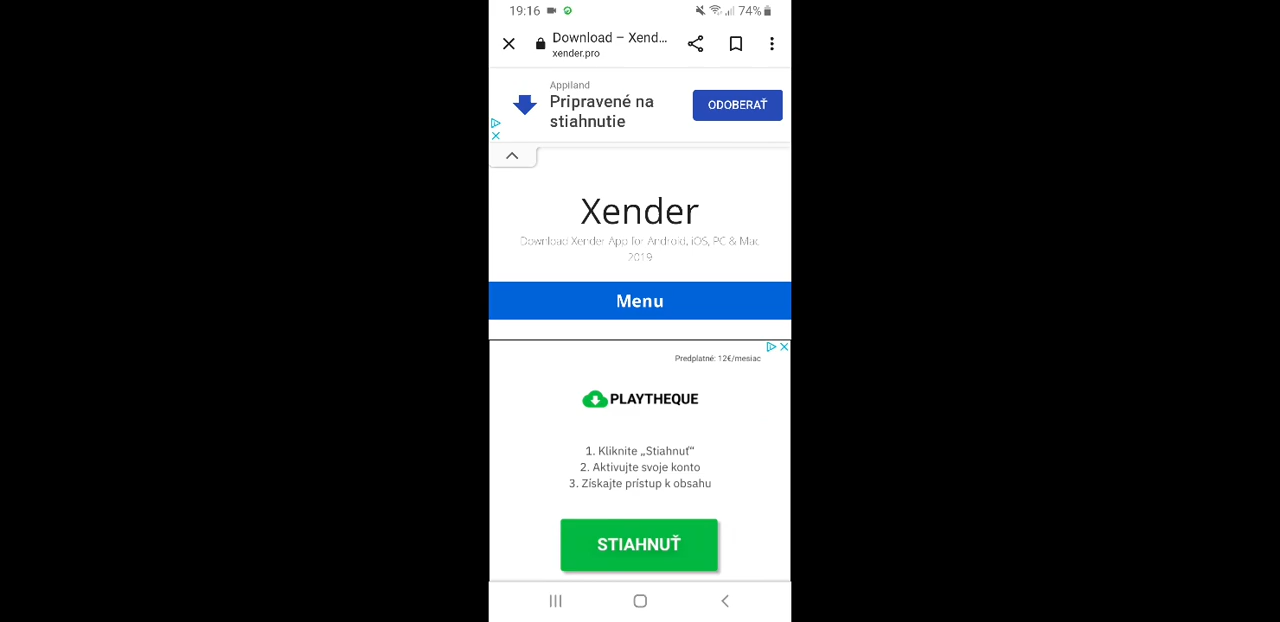 19:16 74%
Download – Xend...
xender.pro
Appiland
Pripravené na
stiahnutie
ODOBERAŤ
Xender
Download Xender App for Android, iOS, PC & Mac
2019
Menu
Predplatné: 12€/mesiac
PLAYTHEQUE
1. Kliknite „Stiahnuť“
2. Aktivujte svoje konto
3. Získajte prístup k obsahu
STIAHNUŤ